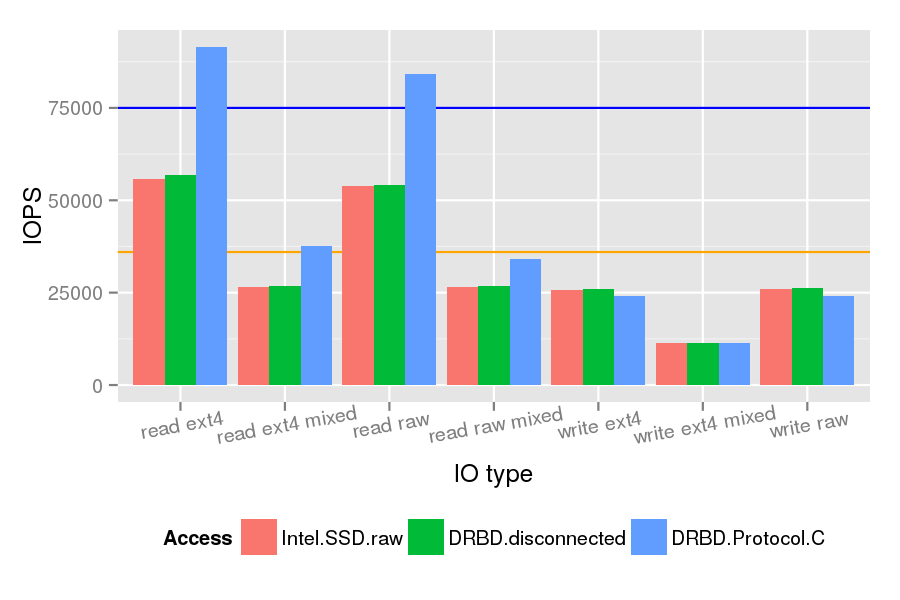 IOPS
75000
50000
25000
0
read ext4
read ext4 mixed
read raw
read raw mixed
write ext4
write ext4 mixed
write raw
IO type
Access Intel.SSD.raw DRBD.disconnected DRBD.Protocol.C